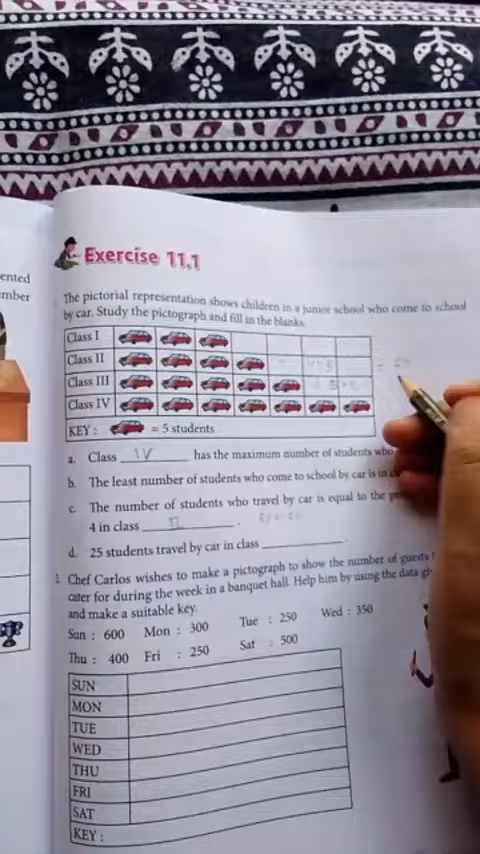 ented
mber
Exercise 11.1
The pictorial representation shows children in a junior school who come to school
by car. Study the pictograph and fill in the blanks.
Class I
Class II
Class III
Class IV
KEY : = 5 students
a. Class IV has the maximum number of students who
b. The least number of students who come to school by car is in
c. The number of students who travel by car is equal to the
4 in class II .
d. 25 students travel by car in class ________ .
Chef Carlos wishes to make a pictograph to show the number of guests
cater for during the week in a banquet hall. Help him by using the data
and make a suitable key.
Sun : 600 Mon : 300 Tue : 250 Wed : 350
Thu : 400 Fri : 250 Sat : 500
SUN
MON
TUE
WED
THU
FRI
SAT
KEY :